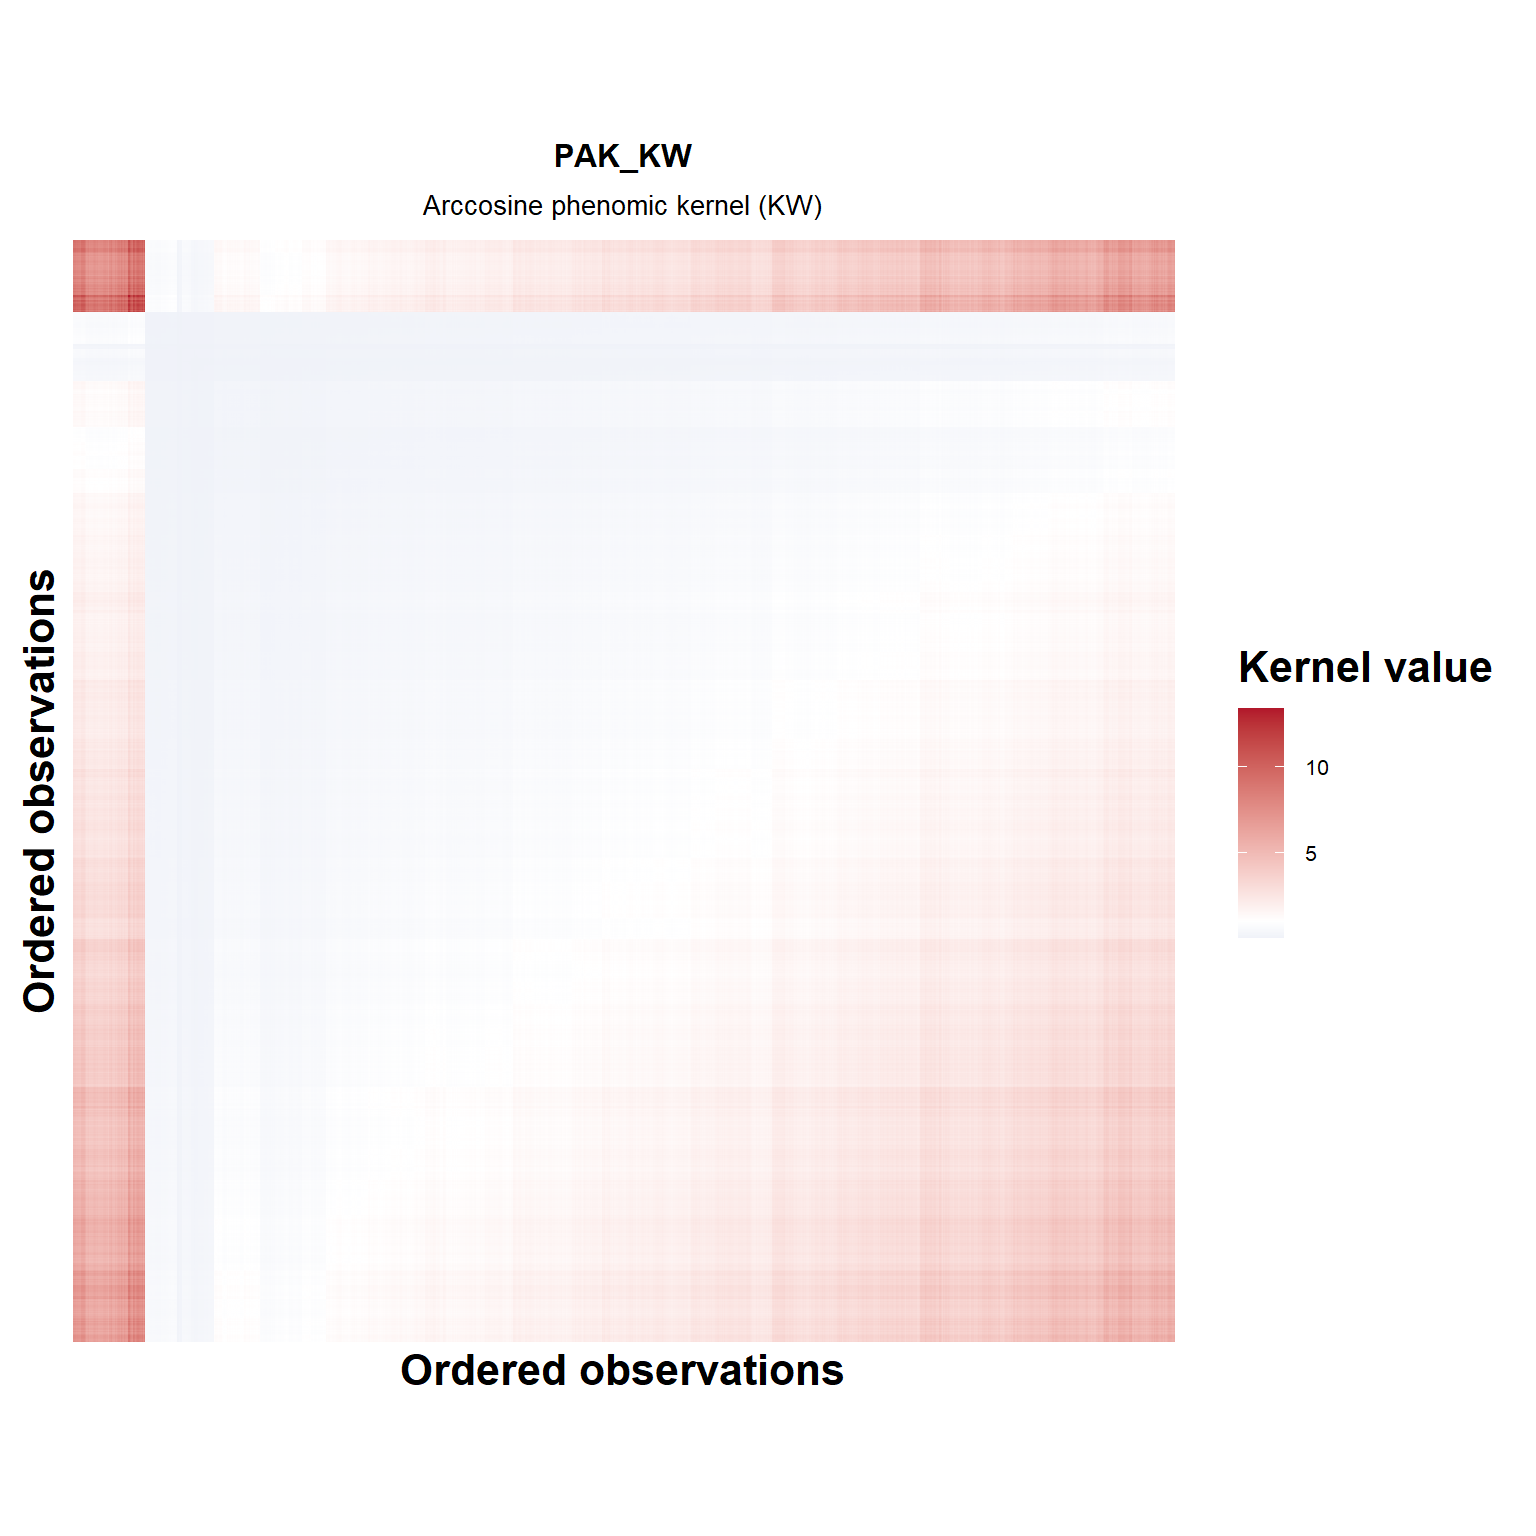 PAK_KW
Arccosine phenomic kernel (KW)
Ordered observations
Kernel value
10
5
Ordered observations